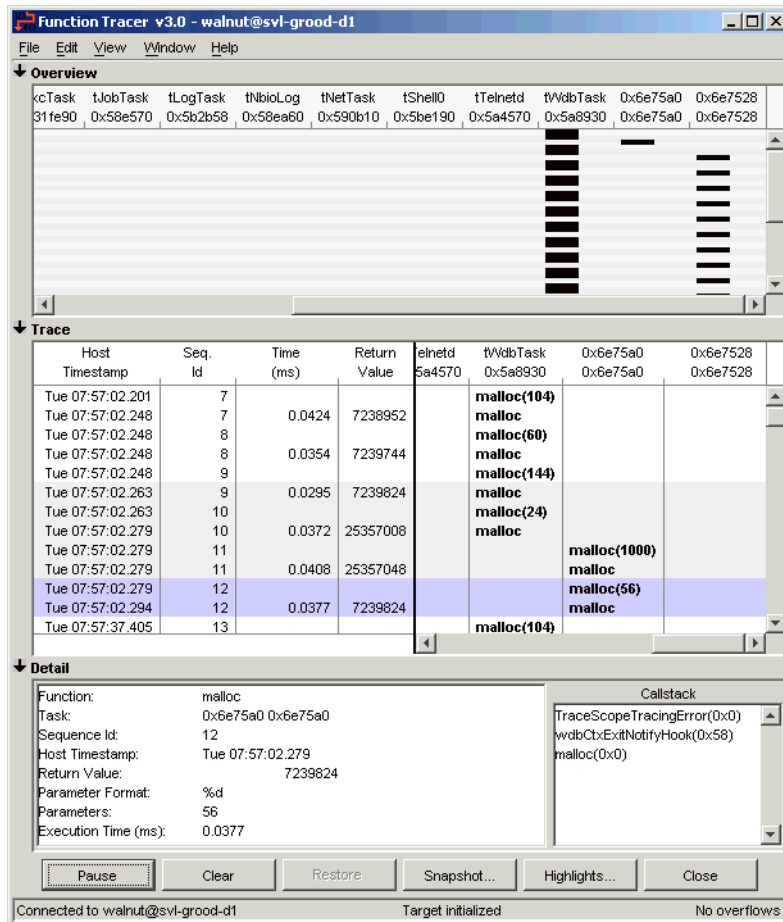 Function Tracer v3.0 - walnut@svl-grood-d1
File Edit View Window Help
Overview
xcTask tJobTask tLogTask tNbioLog tNetTask tShell0 tTelnetd tWdbTask 0x6e75a0 0x6e7528
31fe90 0x58e570 0x5b2b58 0x58ea60 0x590b10 0x5be190 0x5a4570 0x5a8930 0x6e75a0 0x6e7528
Trace
Host Seq. Time Return Telnetd tWdbTask 0x6e75a0 0x6e7528
Timestamp Id (ms) Value 5a4570 0x5a8930 0x6e75a0 0x6e7528
Tue 07:57:02.201 7 malloc(104)
Tue 07:57:02.248 7 0.0424 7238952 malloc
Tue 07:57:02.248 8 malloc(60)
Tue 07:57:02.248 8 0.0354 7239744 malloc
Tue 07:57:02.248 9 malloc(144)
Tue 07:57:02.263 9 0.0295 7239824 malloc
Tue 07:57:02.263 10 malloc(24)
Tue 07:57:02.279 10 0.0372 25357008 malloc
Tue 07:57:02.279 11 malloc(1000)
Tue 07:57:02.279 11 0.0408 25357048 malloc
Tue 07:57:02.279 12 malloc(56)
Tue 07:57:02.294 12 0.0377 7239824 malloc
Tue 07:57:37.405 13 malloc(104)
Detail
Function: malloc
Task: 0x6e75a0 0x6e75a0
Sequence Id: 12
Host Timestamp: Tue 07:57:02.279
Return Value: 7239824
Parameter Format: %d
Parameters: 56
Execution Time (ms): 0.0377
Callstack
TraceScopeTracingError(0x0)
wdbCtxExitNotifyHook(0x58)
malloc(0x0)
Pause Clear Restore Snapshot... Highlights... Close
Connected to walnut@svl-grood-d1 Target initialized No overflows